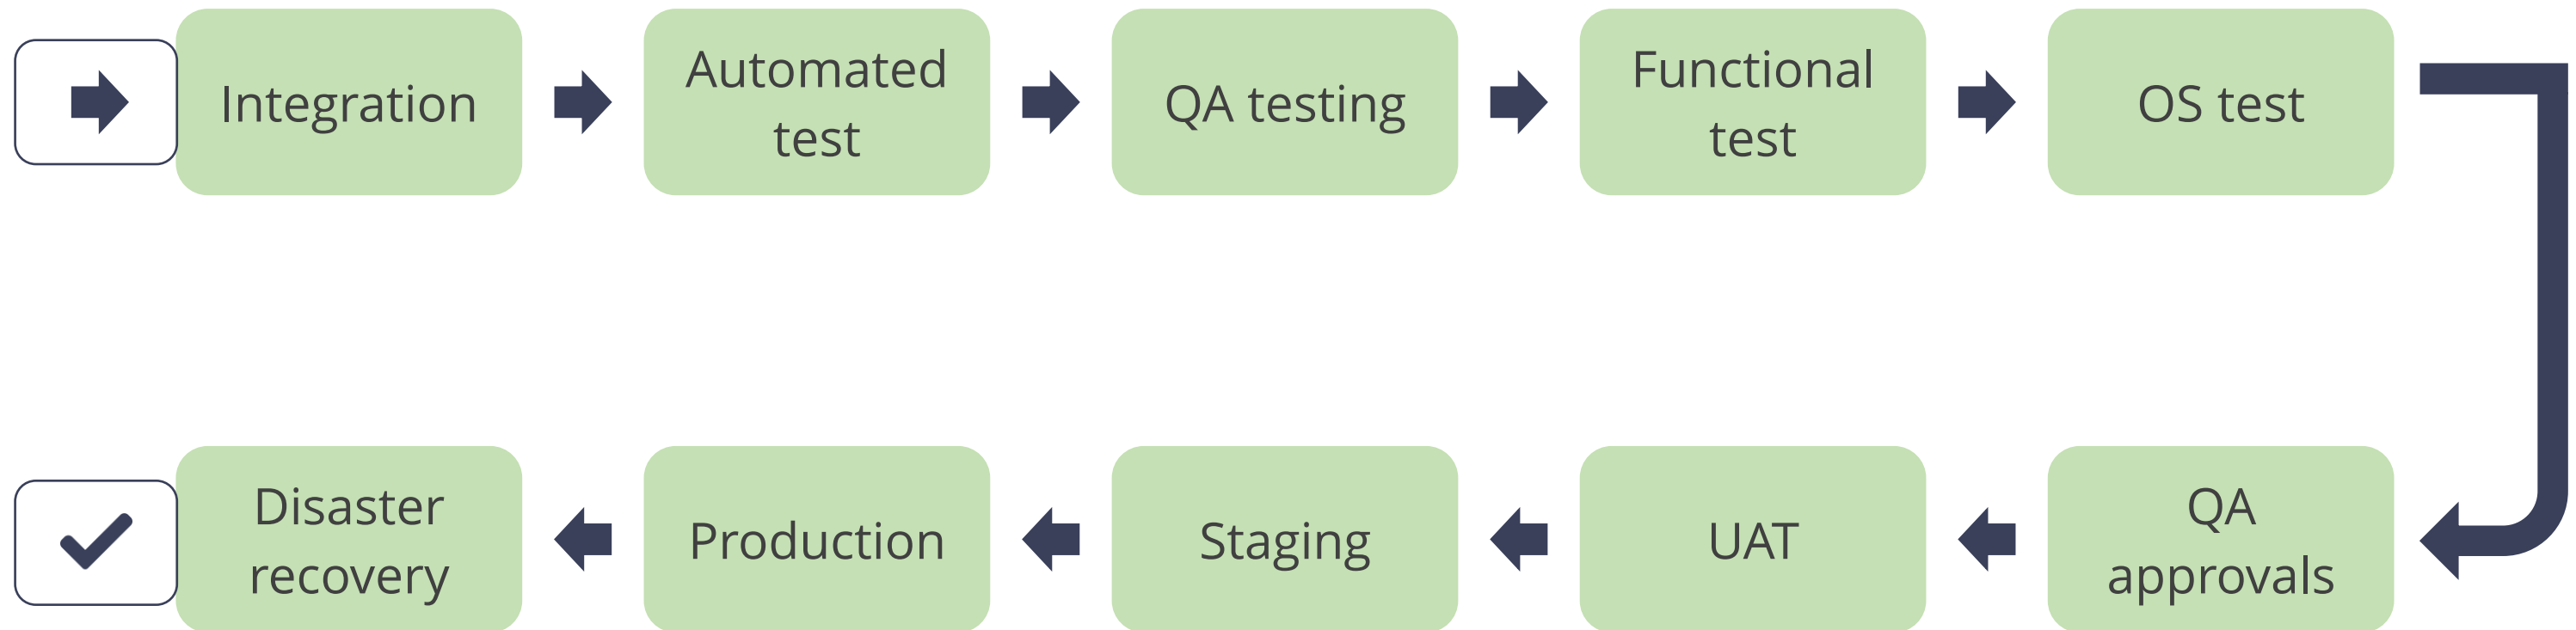 Integration
Automated
test
QA testing
Functional
test
OS test
Disaster
recovery
Production
Staging
UAT
QA
approvals